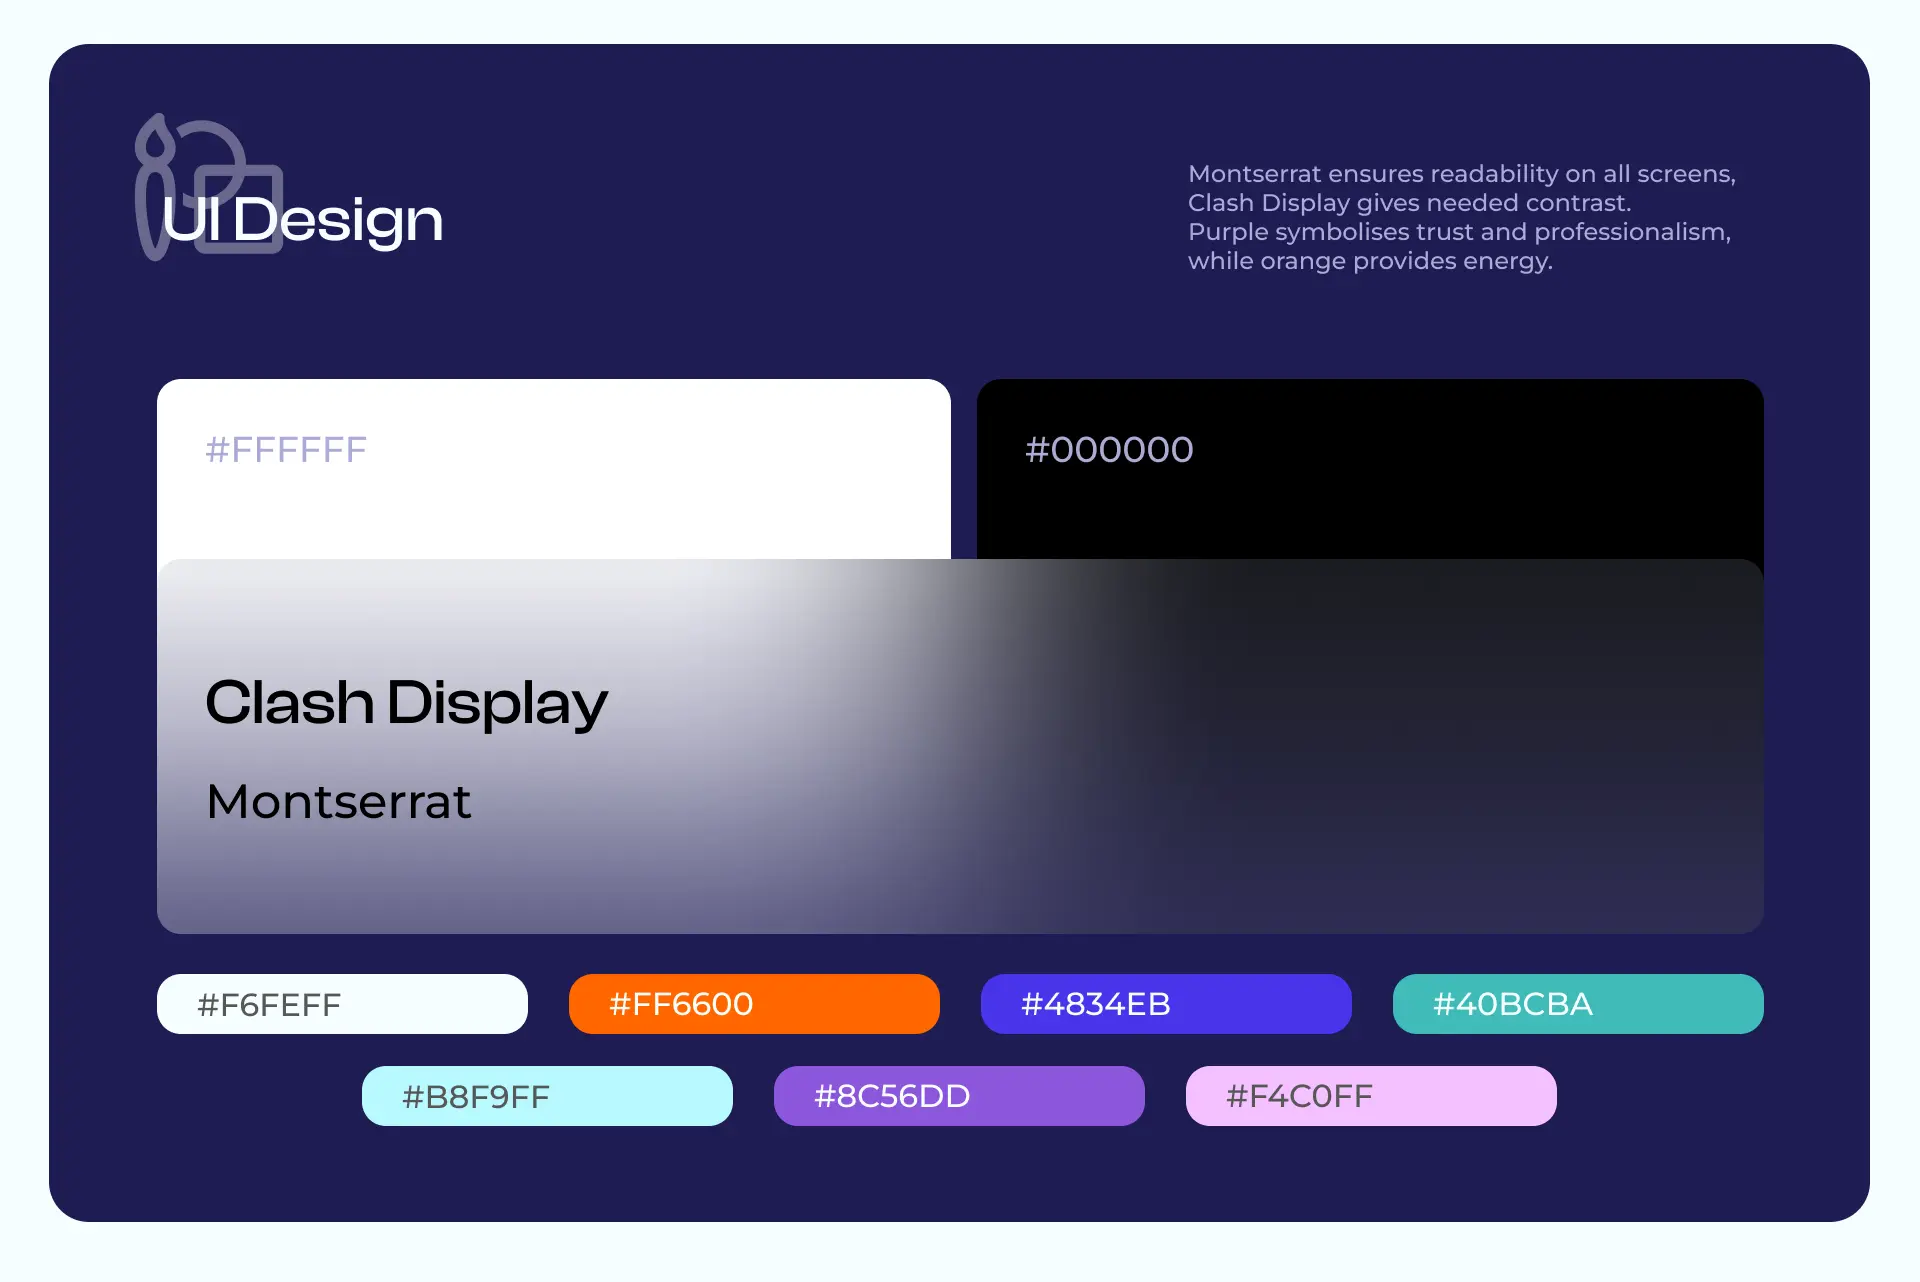 UI Design
Montserrat ensures readability on all screens,
Clash Display gives needed contrast.
Purple symbolises trust and professionalism,
while orange provides energy.
#FFFFFF
#000000
Clash Display
Montserrat
#F6FEFF
#FF6600
#4834EB
#40BCBA
#B8F9FF
#8C56DD
#F4C0FF